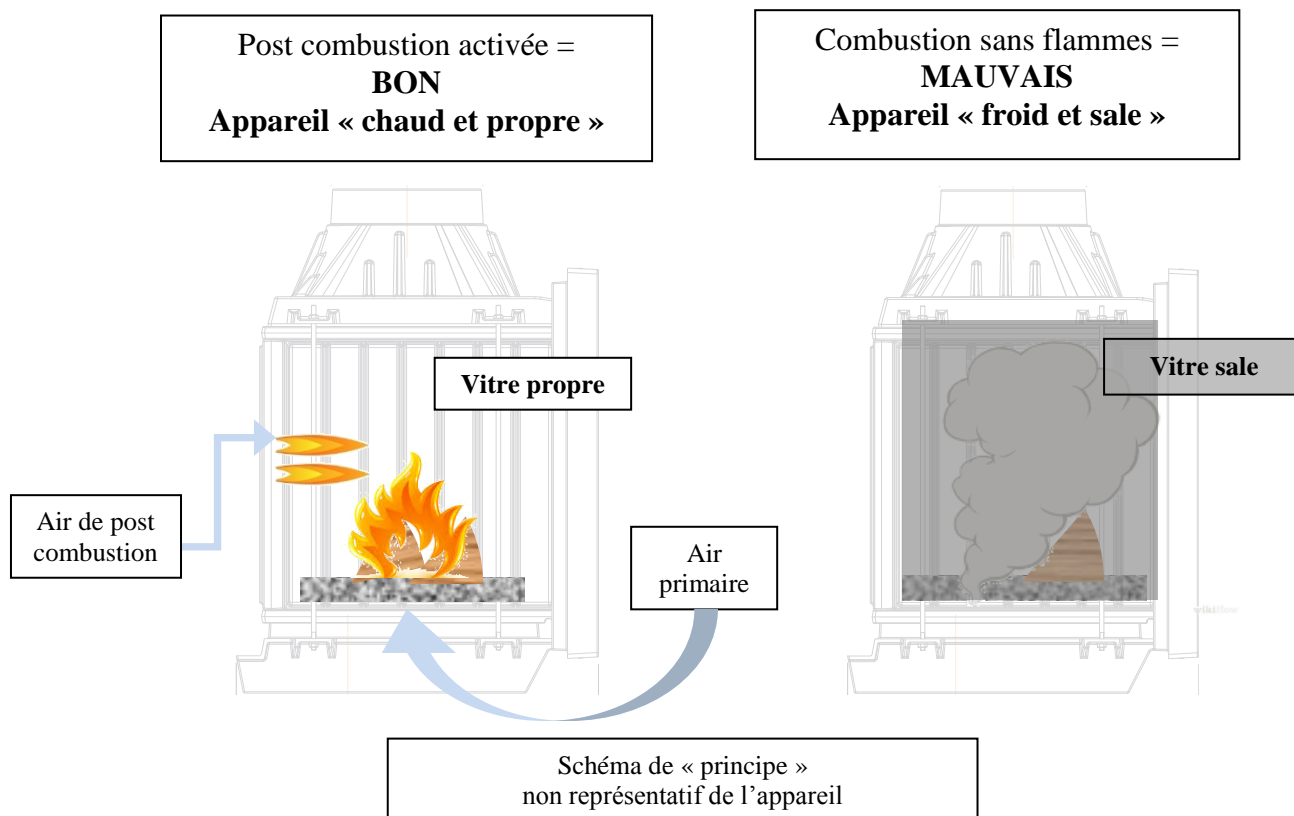 Post combustion activée =
BON
Appareil « chaud et propre »
Combustion sans flammes =
MAUVAIS
Appareil « froid et sale »
Vitre propre
Vitre sale
Air de post
combustion
Air
primaire
wikiHow
Schéma de « principe »
non représentatif de l’appareil